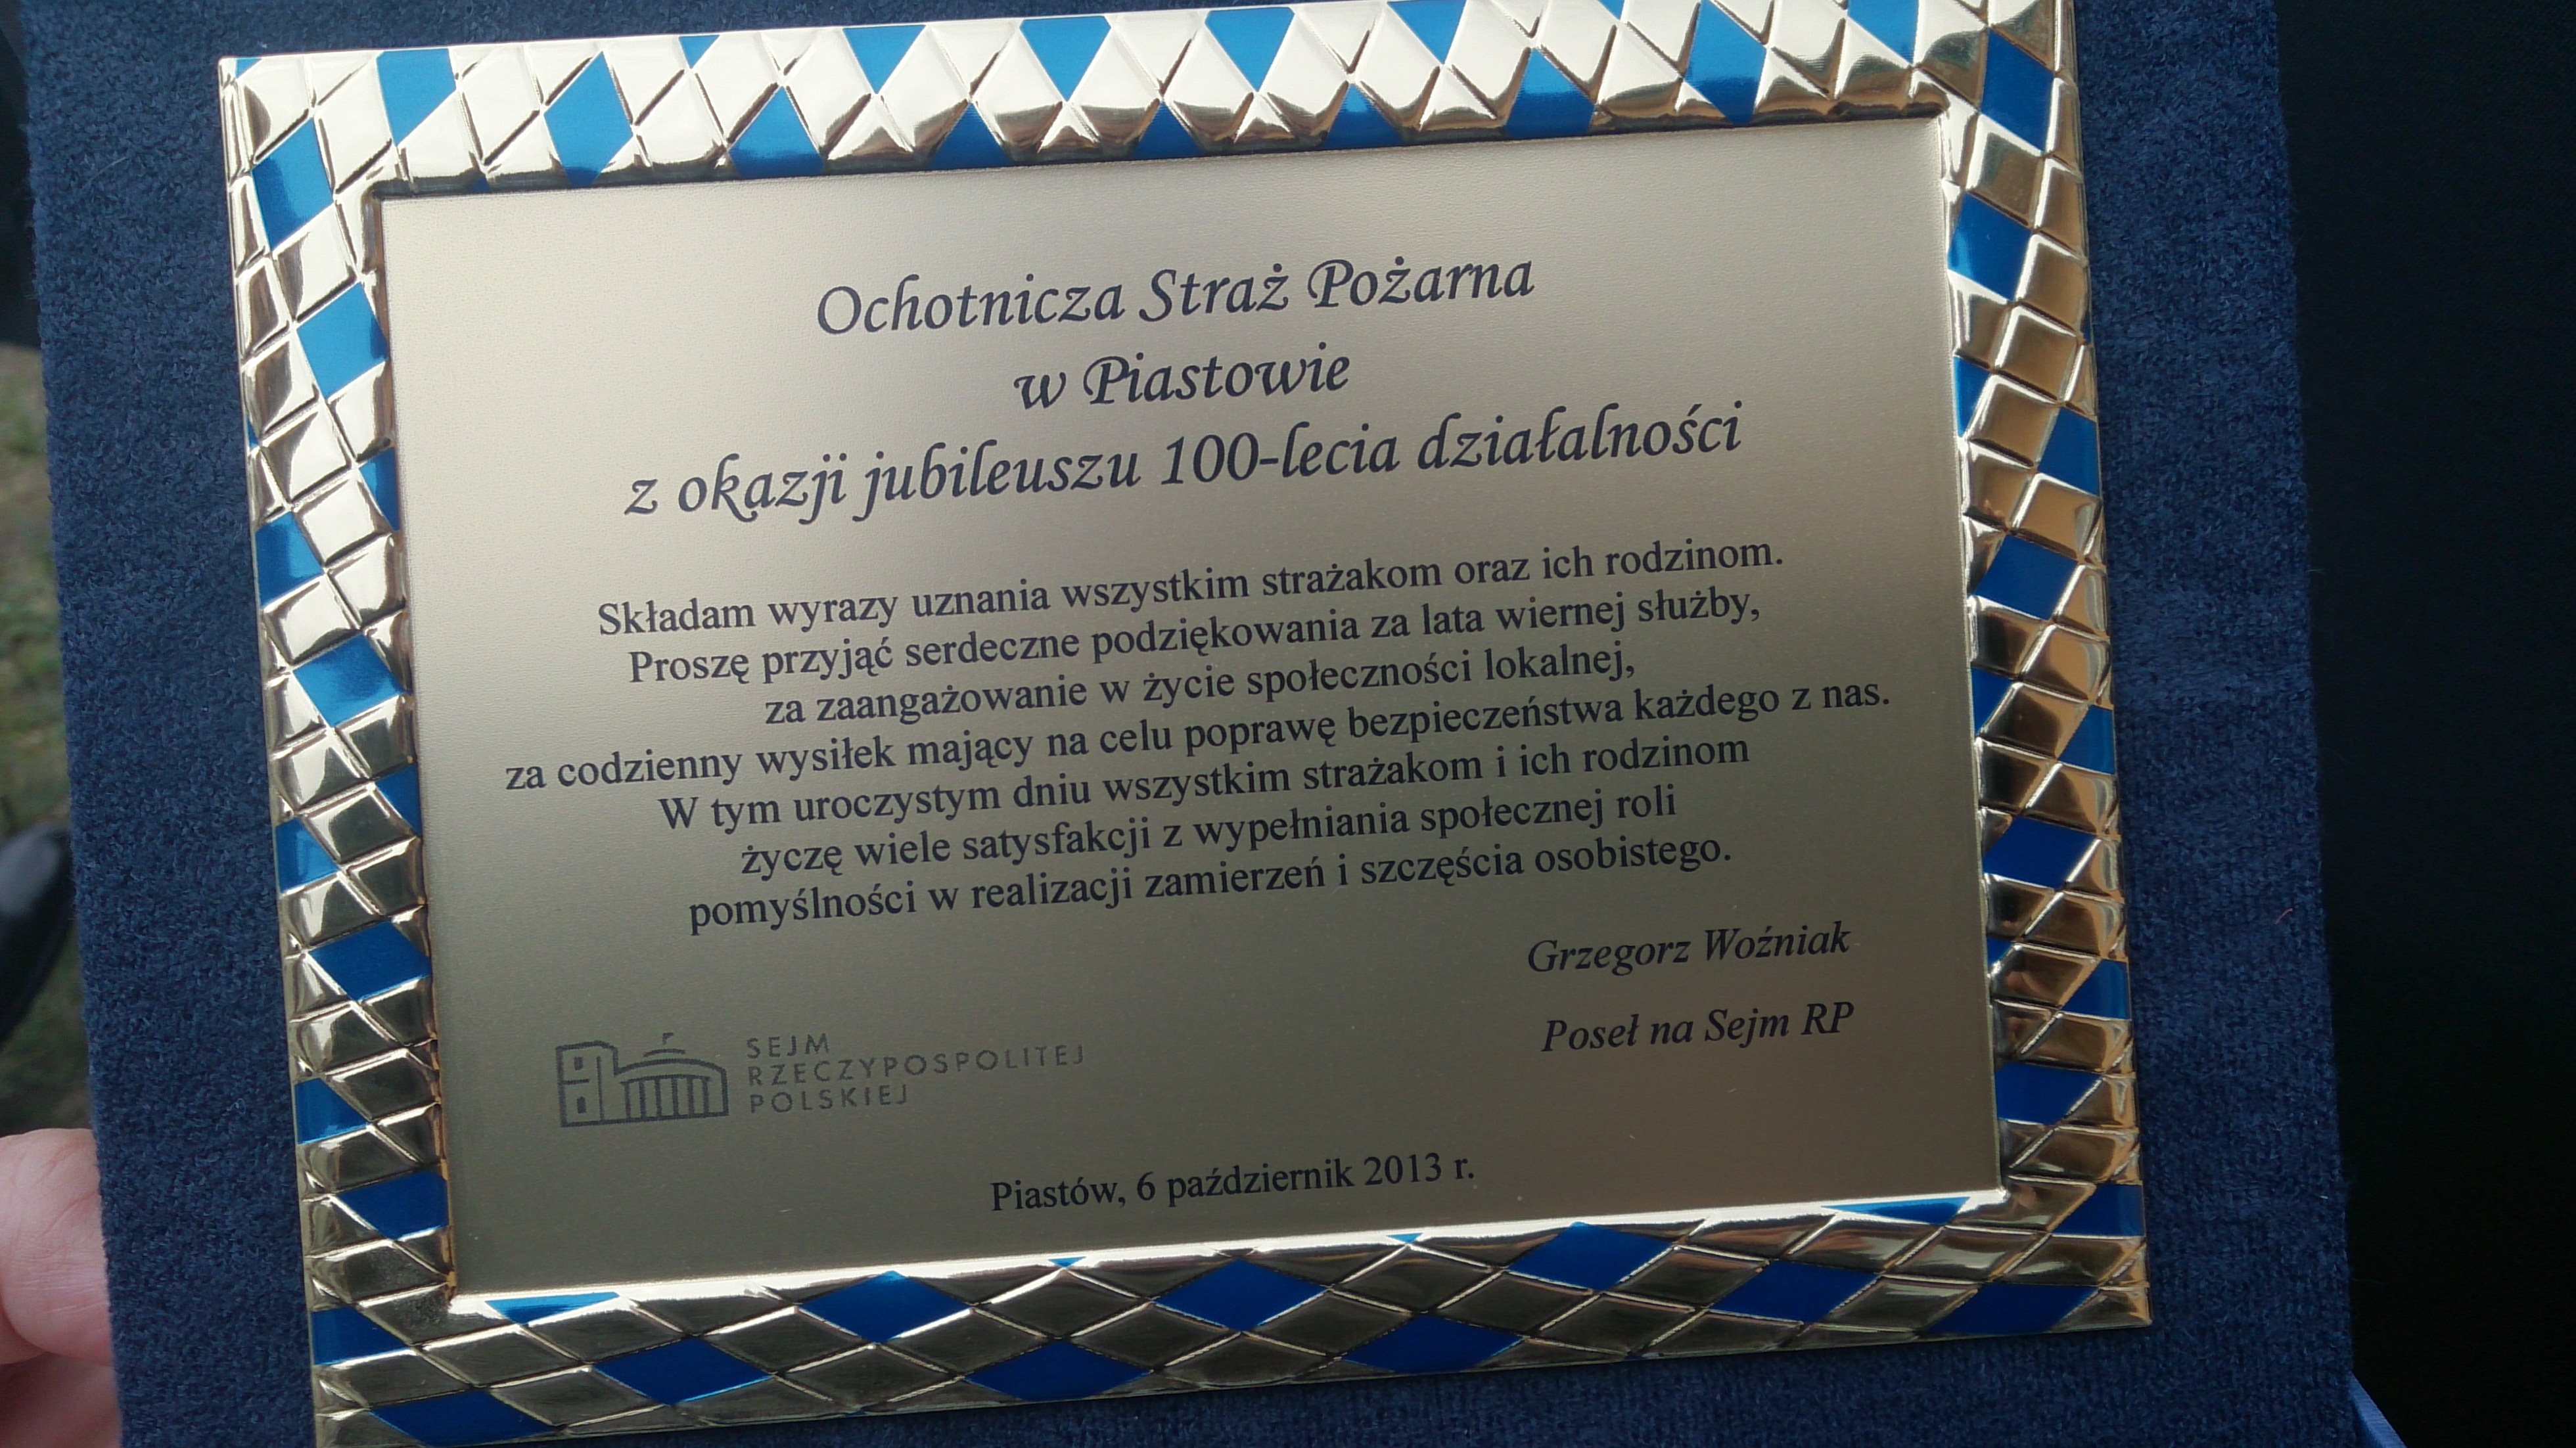 Ochotnicza Straż Pożarna
w Piastowie
z okazji jubileuszu 100-lecia działalności
Składam wyrazy uznania wszystkim strażakom oraz ich rodzinom.
Proszę przyjąć serdeczne podziękowania za lata wiernej służby,
za zaangażowanie w życie społeczności lokalnej,
za codzienny wysiłek mający na celu poprawę bezpieczeństwa każdego z nas.
W tym uroczystym dniu wszystkim strażakom i ich rodzinom
życzę wiele satysfakcji z wypełniania społecznej roli
pomyślności w realizacji zamierzeń i szczęścia osobistego.
Grzegorz Woźniak
Poseł na Sejm RP
SEJM
RZECZYPOSPOLITEJ
POLSKIEJ
Piastów, 6 październik 2013 r.